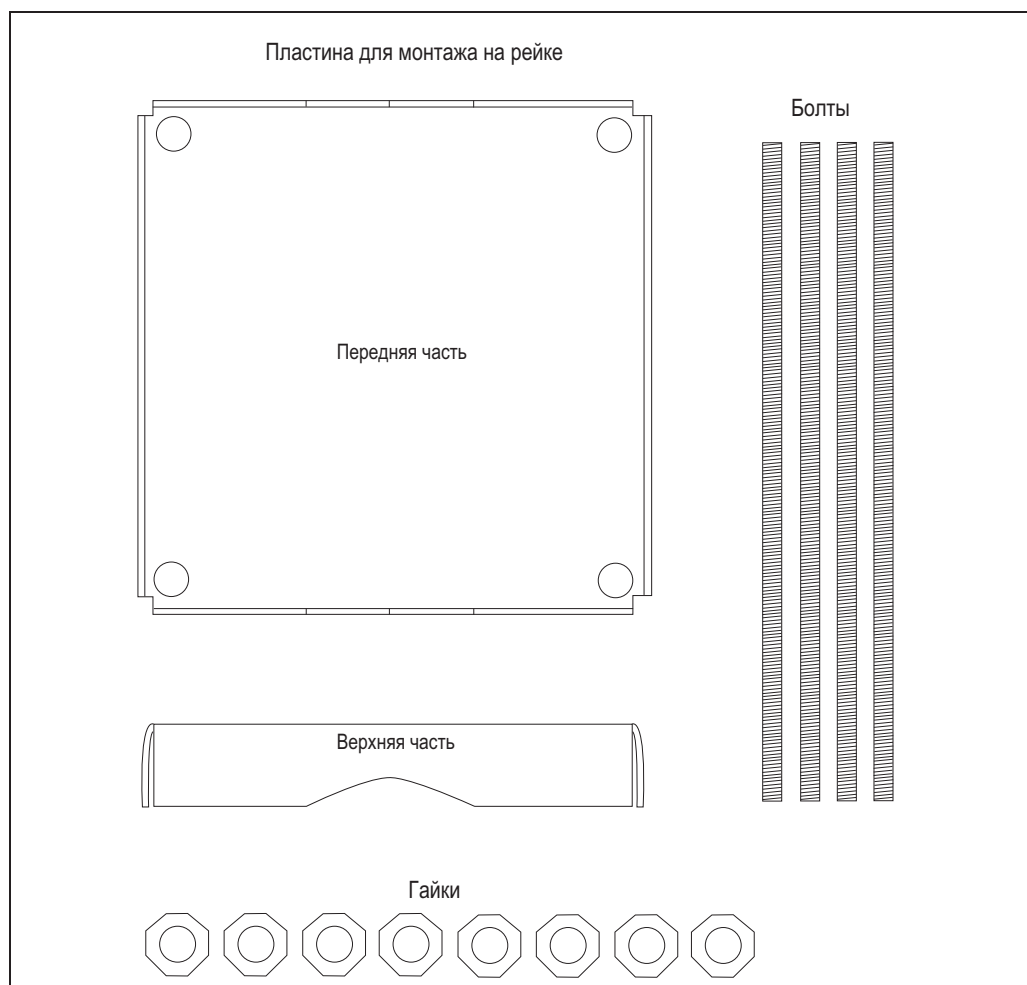 Пластина для монтажа на рейке
Болты
Передняя часть
Верхняя часть
Гайки